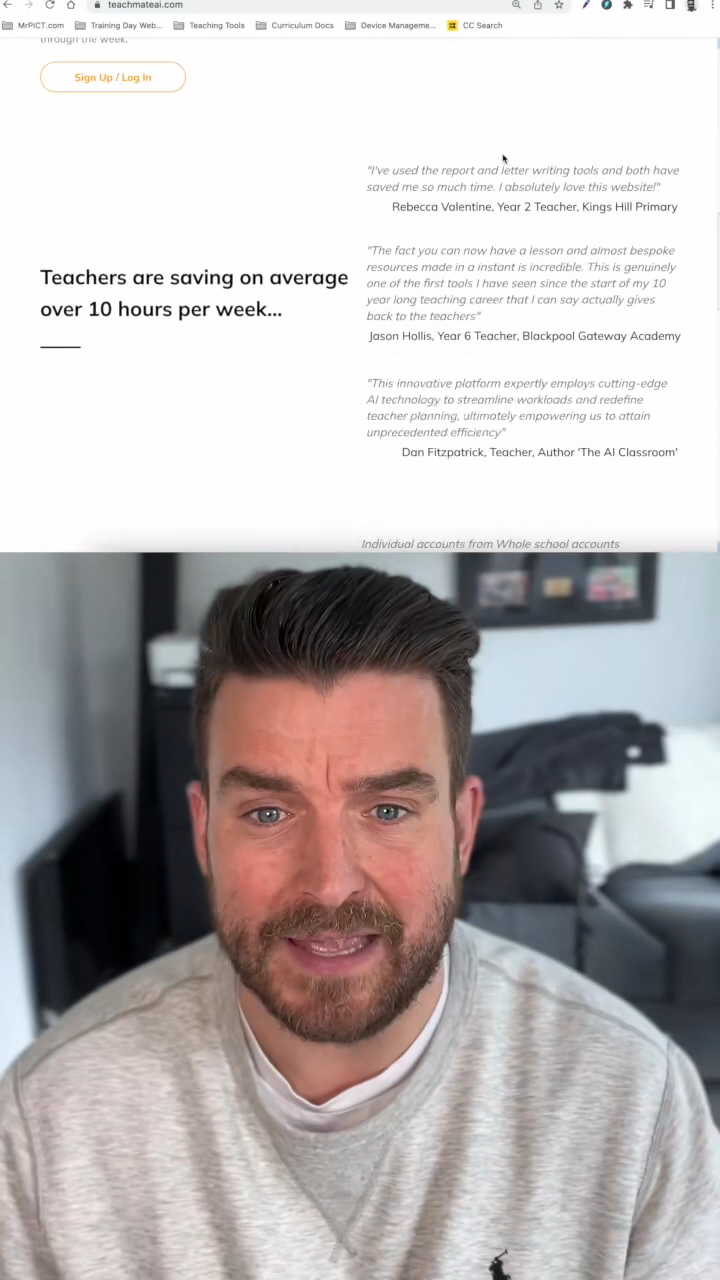 teachmateai.com
MrPICT.com
Training Day Web...
Teaching Tools
Curriculum Docs
Device Manageme...
CC Search
through the week.
Sign Up / Log In
"I've used the report and letter writing tools and both have
saved me so much time. I absolutely love this website!"
Rebecca Valentine, Year 2 Teacher, Kings Hill Primary
Teachers are saving on average
over 10 hours per week...
"The fact you can now have a lesson and almost bespoke
resources made in a instant is incredible. This is genuinely
one of the first tools I have seen since the start of my 10
year long teaching career that I can say actually gives
back to the teachers"
Jason Hollis, Year 6 Teacher, Blackpool Gateway Academy
"This innovative platform expertly employs cutting-edge
AI technology to streamline workloads and redefine
teacher planning, ultimately empowering us to attain
unprecedented efficiency"
Dan Fitzpatrick, Teacher, Author 'The AI Classroom'
Individual accounts from Whole school accounts